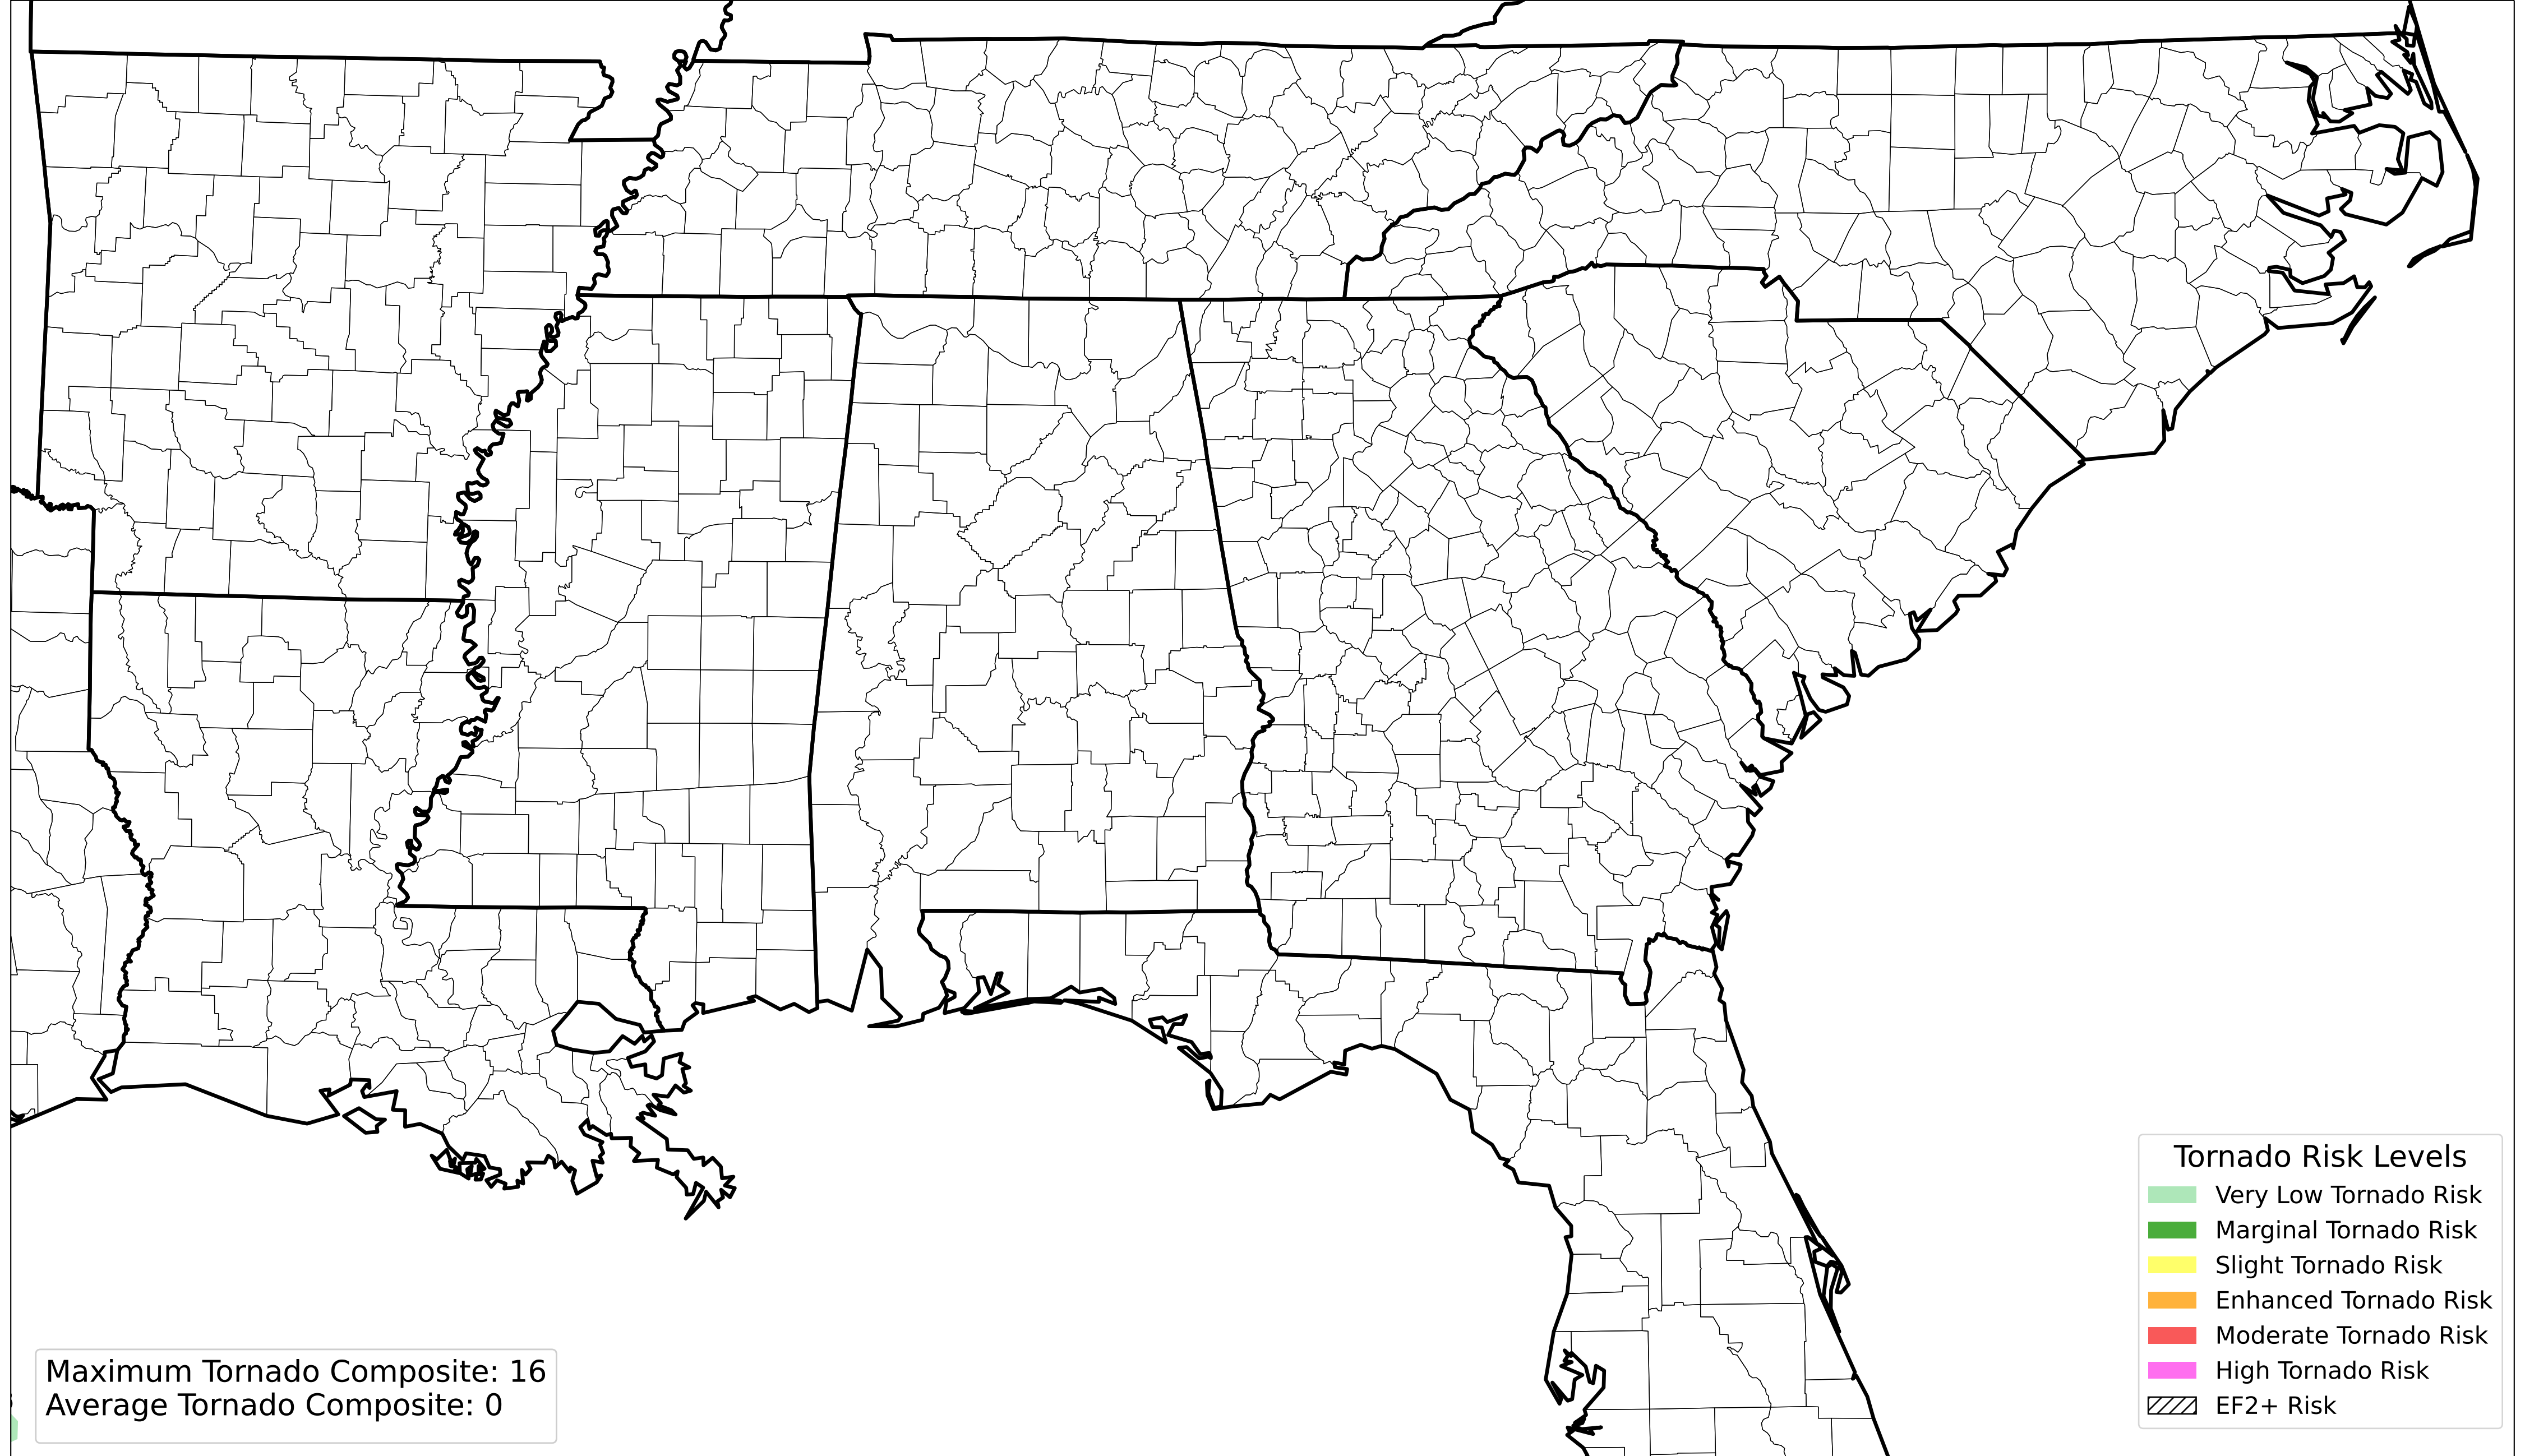 Tornado Risk Levels
Very Low Tornado Risk
Marginal Tornado Risk
Slight Tornado Risk
Enhanced Tornado Risk
Moderate Tornado Risk
High Tornado Risk
EF2+ Risk
Maximum Tornado Composite: 16
Average Tornado Composite: 0